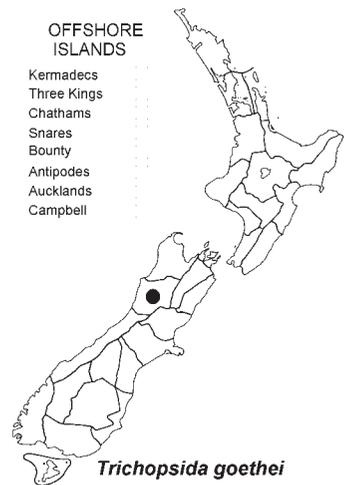 OFFSHORE
ISLANDS
Kermadecs
Three Kings
Chathams
Snares
Bounty
Antipodes
Aucklands
Campbell
Trichopsida goethei